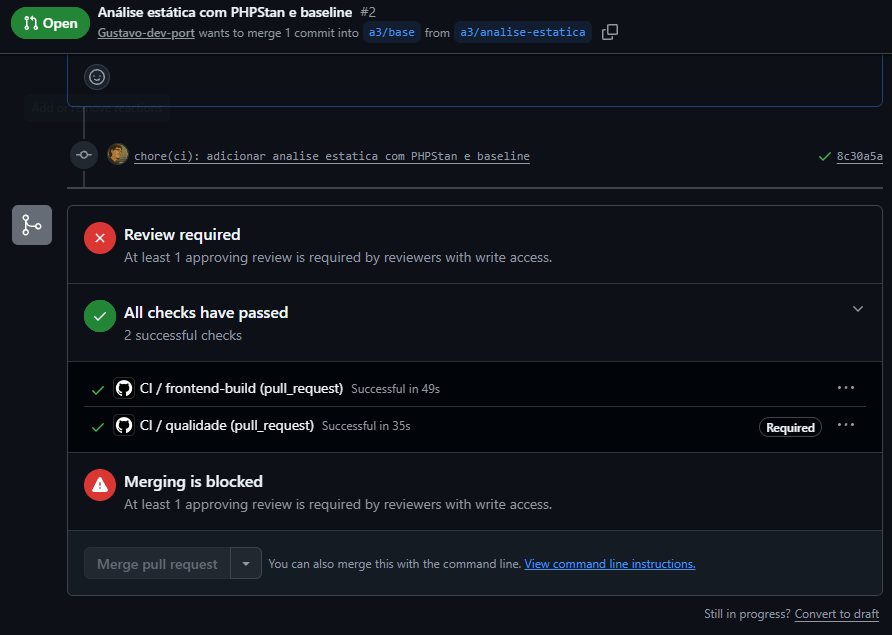 Open
Análise estática com PHPStan e baseline #2
Gustavo-dev-port wants to merge 1 commit into a3/base from a3/analise-estatica
chore(ci): adicionar analise estatica com PHPStan e baseline
8c30a5a
Review required
At least 1 approving review is required by reviewers with write access.
All checks have passed
2 successful checks
CI / frontend-build (pull_request) Successful in 49s
CI / qualidade (pull_request) Successful in 35s
Required
Merging is blocked
At least 1 approving review is required by reviewers with write access.
Merge pull request
You can also merge this with the command line. View command line instructions.
Still in progress? Convert to draft